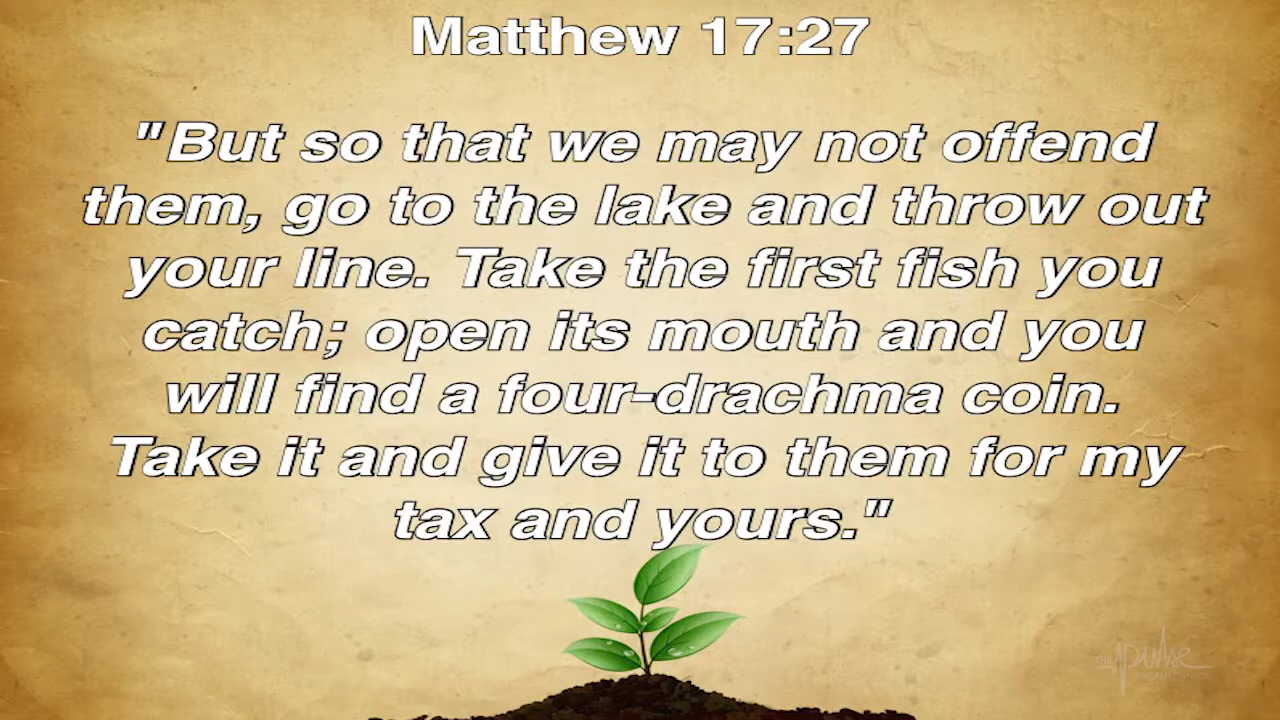 Matthew 17:27
"But so that we may not offend
them, go to the lake and throw out
your line. Take the first fish you
catch; open its mouth and you
will find a four-drachma coin.
Take it and give it to them for my
tax and yours."
THE
pulse